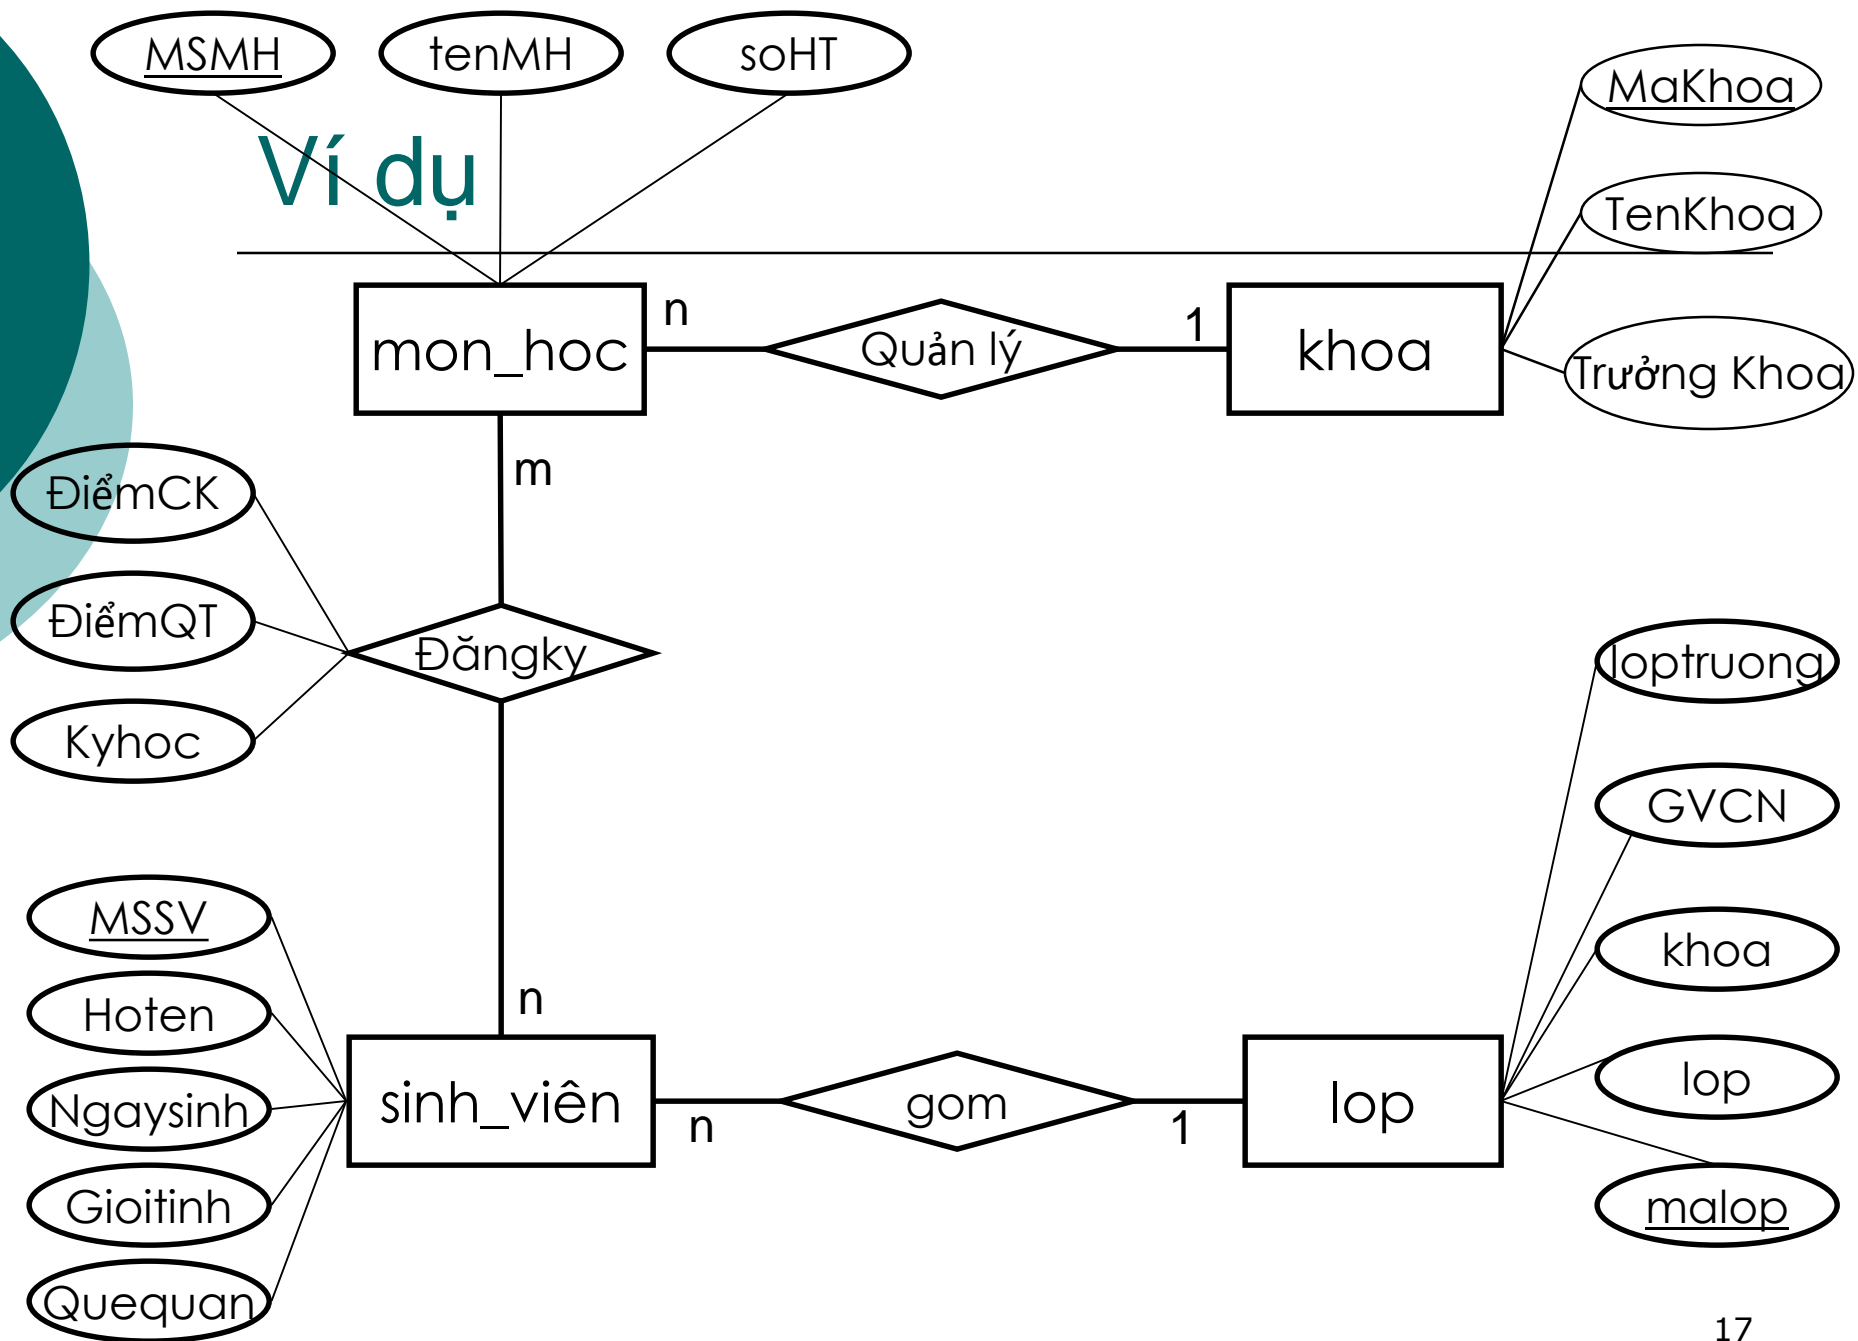 MSMH
tenMH
soHT
MaKhoa
Ví dụ
TenKhoa
mon_hoc
n
Quản lý
1
khoa
Trưởng Khoa
m
ĐiểmCK
ĐiểmQT
Đăngky
Kyhoc
loptruong
GVCN
khoa
lop
malop
MSSV
Hoten
Ngaysinh
Gioitinh
Quequan
n
sinh_viên
n
gom
1
lop
17